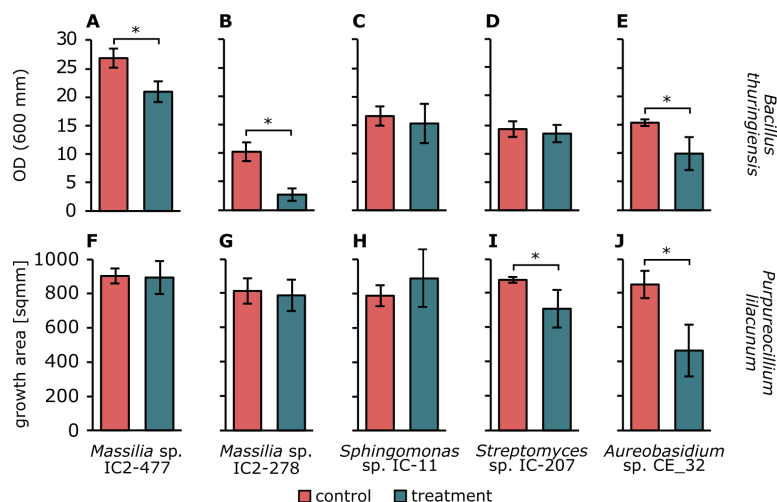 A B C D E
* * *
OD (600 mm)
30
25
20
15
10
5
0
Bacillus
thuringiensis
F G H I J
* *
growth area [sqmm]
1000
800
600
400
200
0
Purpureocillium
lilacunum
Massilia sp.
IC2-477
Massilia sp.
IC2-278
Sphingomonas
sp. IC-11
Streptomyces
sp. IC-207
Aureobasidium
sp. CE_32
control treatment